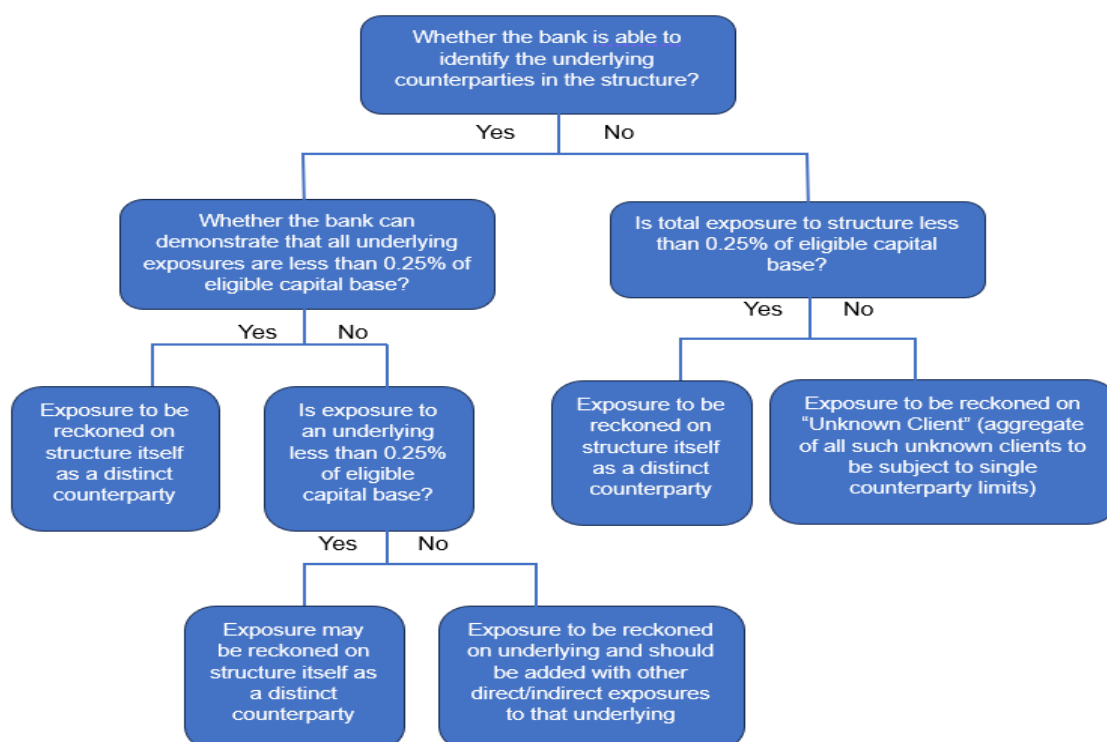 Whether the bank is able to
identify the underlying
counterparties in the structure?
Yes
No
Whether the bank can
demonstrate that all underlying
exposures are less than 0.25% of
eligible capital base?
Is total exposure to structure less
than 0.25% of eligible capital
base?
Yes
No
Yes
No
Exposure to be
reckoned on
structure itself
as a distinct
counterparty
Is exposure to
an underlying
less than 0.25%
of eligible
capital base?
Exposure to be
reckoned on
structure itself
as a distinct
counterparty
Exposure to be reckoned on
“Unknown Client” (aggregate
of all such unknown clients to
be subject to single
counterparty limits)
Yes
No
Exposure may
be reckoned on
structure itself as
a distinct
counterparty
Exposure to be reckoned
on underlying and should
be added with other
direct/indirect exposures
to that underlying